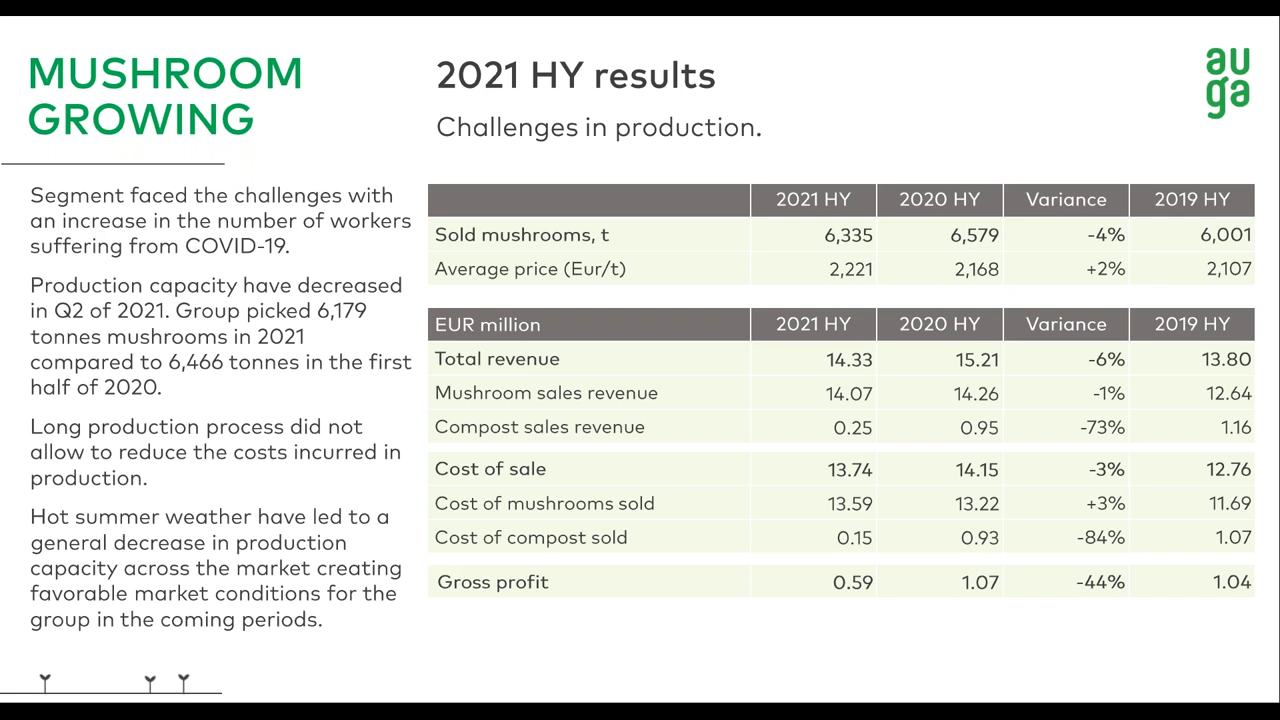 MUSHROOM
GROWING
Segment faced the challenges with
an increase in the number of workers
suffering from COVID-19.
Production capacity have decreased
in Q2 of 2021. Group picked 6,179
tonnes mushrooms in 2021
compared to 6,466 tonnes in the first
half of 2020.
Long production process did not
allow to reduce the costs incurred in
production.
Hot summer weather have led to a
general decrease in production
capacity across the market creating
favorable market conditions for the
group in the coming periods.
2021 HY results
Challenges in production.
au
ga
2021 HY 2020 HY Variance 2019 HY
Sold mushrooms, t 6,335 6,579 -4% 6,001
Average price (Eur/t) 2,221 2,168 +2% 2,107
EUR million 2021 HY 2020 HY Variance 2019 HY
Total revenue 14.33 15.21 -6% 13.80
Mushroom sales revenue 14.07 14.26 -1% 12.64
Compost sales revenue 0.25 0.95 -73% 1.16
Cost of sale 13.74 14.15 -3% 12.76
Cost of mushrooms sold 13.59 13.22 +3% 11.69
Cost of compost sold 0.15 0.93 -84% 1.07
Gross profit 0.59 1.07 -44% 1.04